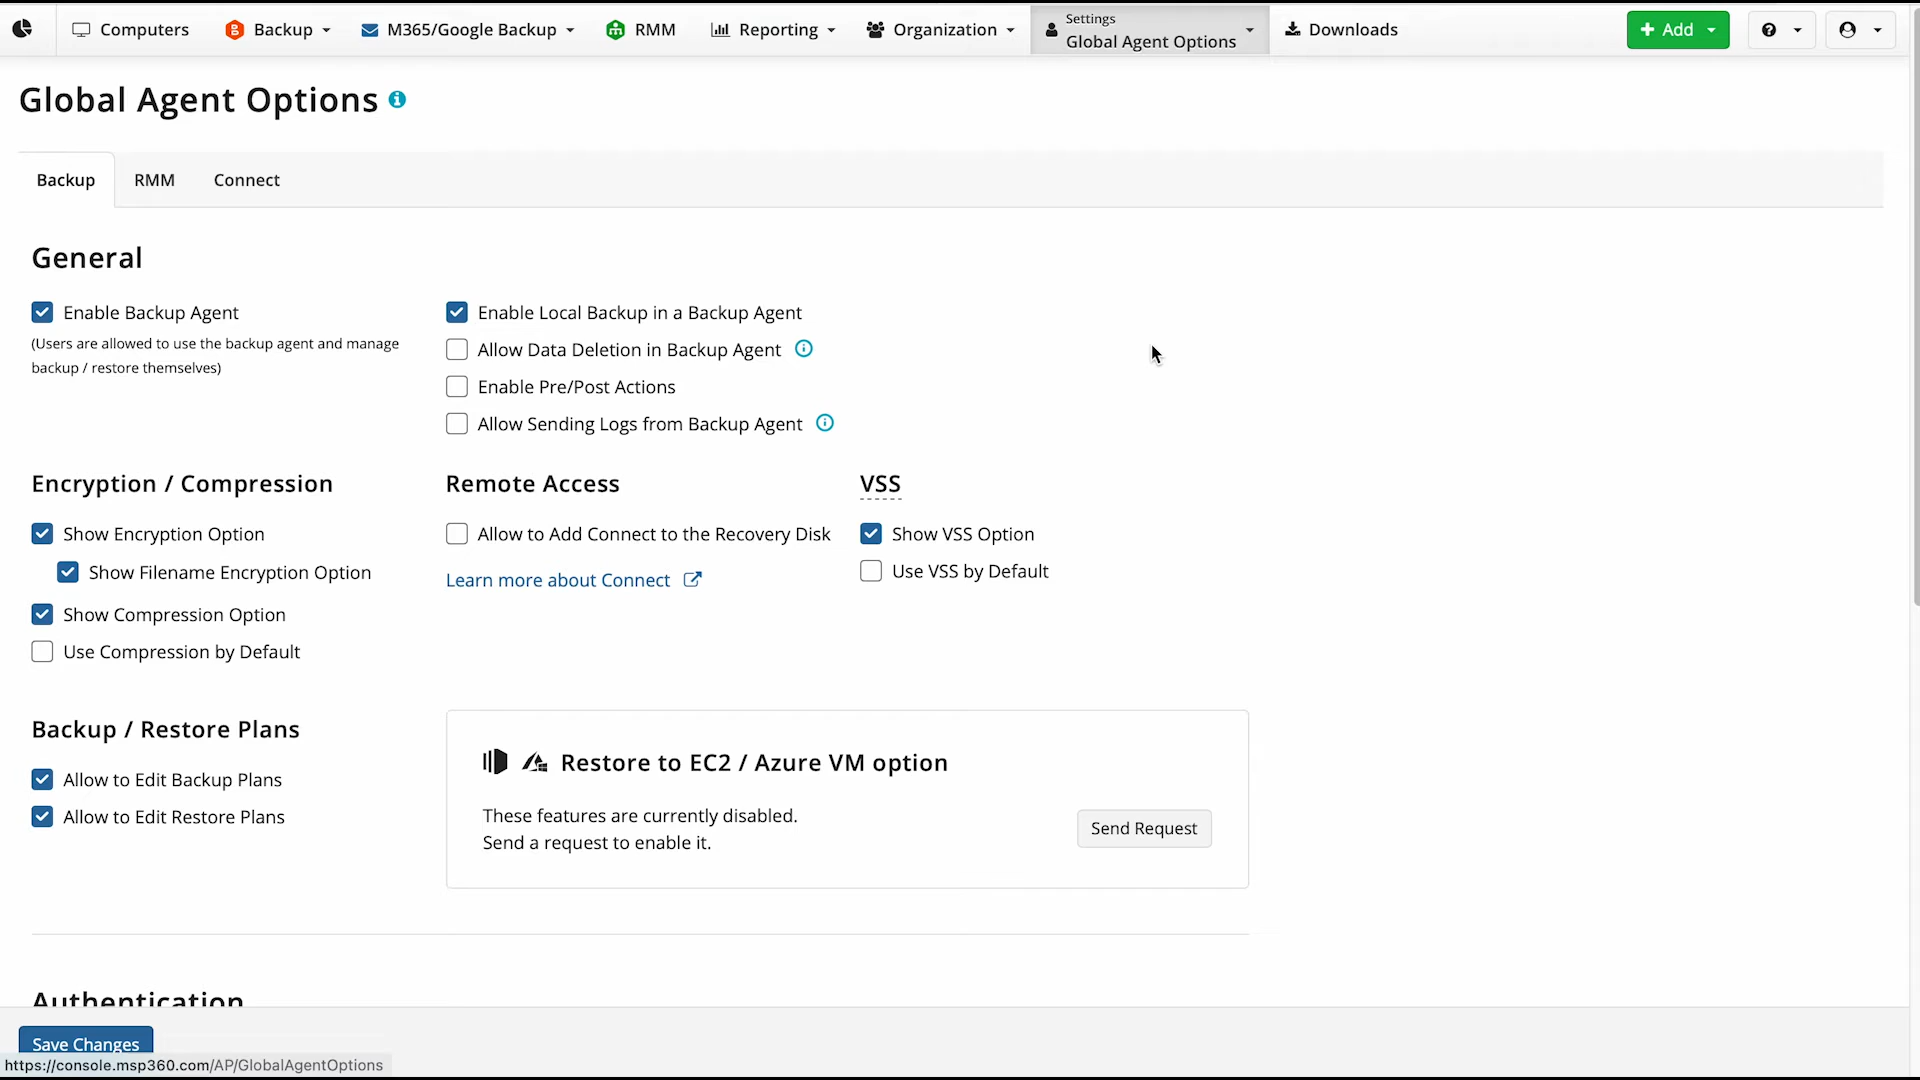 Computers
Backup
M365/Google Backup
RMM
Reporting
Organization
Settings
Global Agent Options
Downloads
Add
Global Agent Options
Backup
RMM
Connect
General
Enable Backup Agent
(Users are allowed to use the backup agent and manage
backup / restore themselves)
Enable Local Backup in a Backup Agent
Allow Data Deletion in Backup Agent
Enable Pre/Post Actions
Allow Sending Logs from Backup Agent
Encryption / Compression
Show Encryption Option
Show Filename Encryption Option
Show Compression Option
Use Compression by Default
Remote Access
Allow to Add Connect to the Recovery Disk
Learn more about Connect
VSS
Show VSS Option
Use VSS by Default
Backup / Restore Plans
Allow to Edit Backup Plans
Allow to Edit Restore Plans
Restore to EC2 / Azure VM option
These features are currently disabled.
Send a request to enable it.
Send Request
Authentication
Save Changes
https://console.msp360.com/AP/GlobalAgentOptions